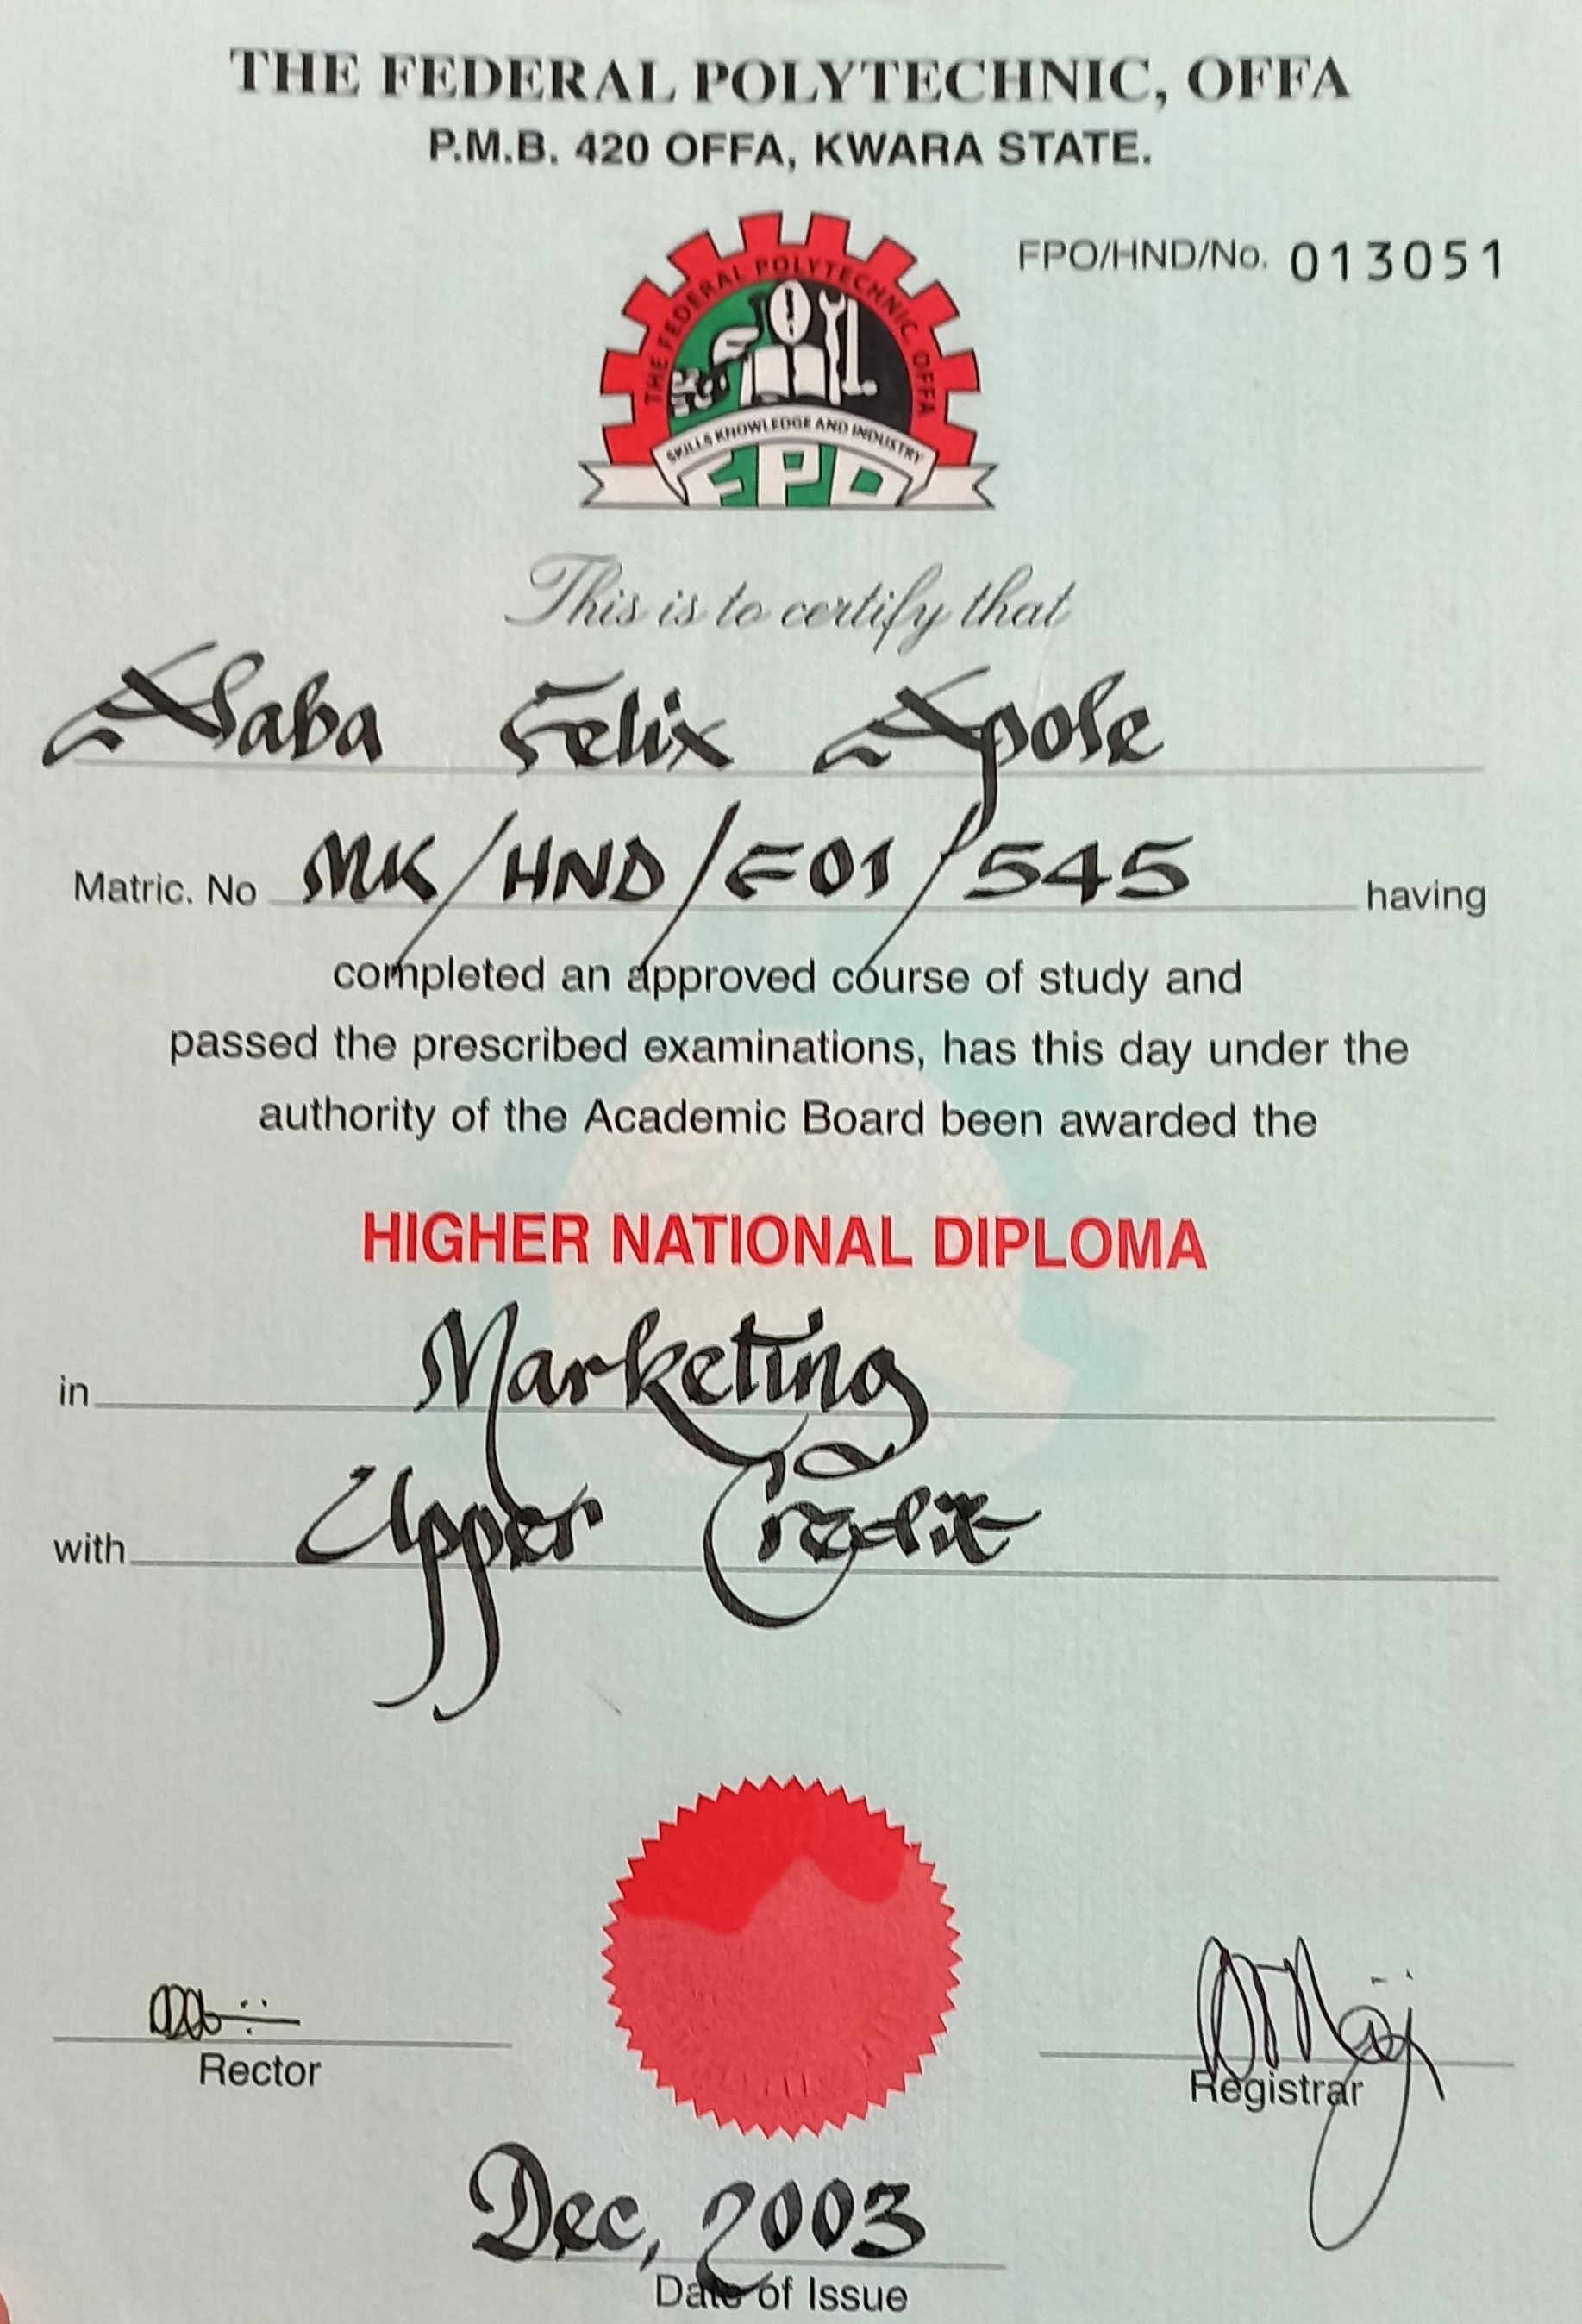 THE FEDERAL POLYTECHNIC, OFFA
P.M.B. 420 OFFA, KWARA STATE.
FPO/HND/No. 013051
THE FEDERAL POLYTECHNIC, OFFA
SKILLS KNOWLEDGE AND INDUSTRY
FPO
This is to certify that
Alaba Felix Apole
Matric. No MK/HND/F01/545 having
completed an approved course of study and
passed the prescribed examinations, has this day under the
authority of the Academic Board been awarded the
HIGHER NATIONAL DIPLOMA
in Marketing
with Upper Credit
Rector
Registrar
Dec, 2003
Date of Issue